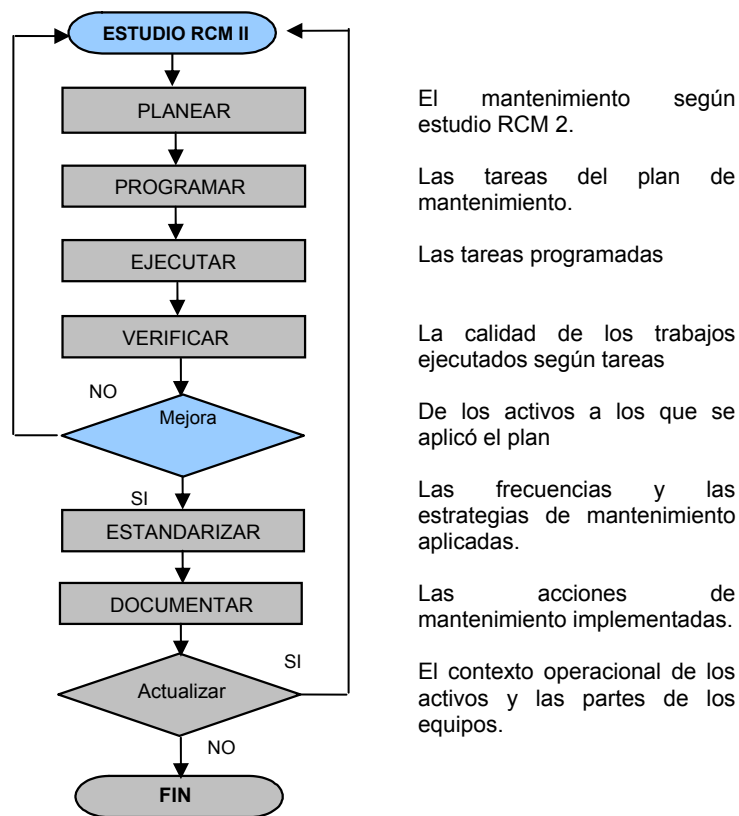 ESTUDIO RCM II
PLANEAR
El mantenimiento según
estudio RCM 2.
PROGRAMAR
Las tareas del plan de
mantenimiento.
EJECUTAR
Las tareas programadas
VERIFICAR
La calidad de los trabajos
ejecutados según tareas
NO
Mejora
De los activos a los que se
aplicó el plan
SI
ESTANDARIZAR
Las frecuencias y las
estrategias de mantenimiento
aplicadas.
DOCUMENTAR
Las acciones de
mantenimiento implementadas.
SI
Actualizar
El contexto operacional de los
activos y las partes de los
equipos.
NO
FIN